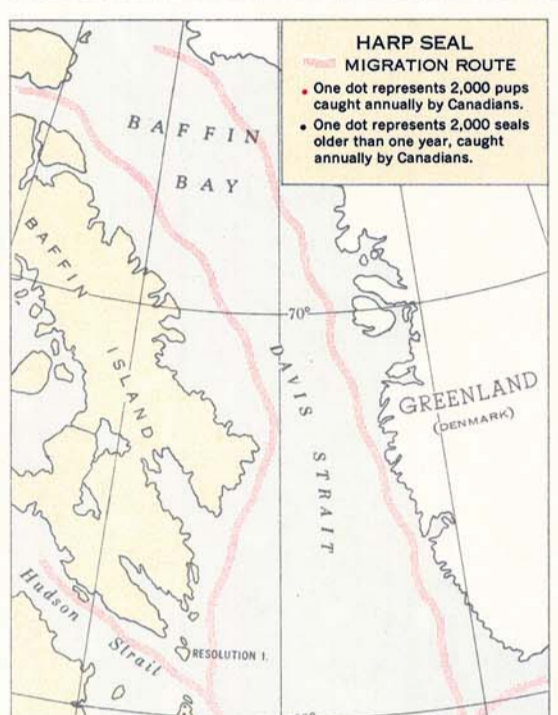 HARP SEAL
MIGRATION ROUTE
One dot represents 2,000 pups
caught annually by Canadians.
One dot represents 2,000 seals
older than one year, caught
annually by Canadians.
BAFFIN
BAY
BAFFIN
ISLAND
70°
DAVIS STRAIT
GREENLAND
(DENMARK)
Hudson
Strait
RESOLUTION I.